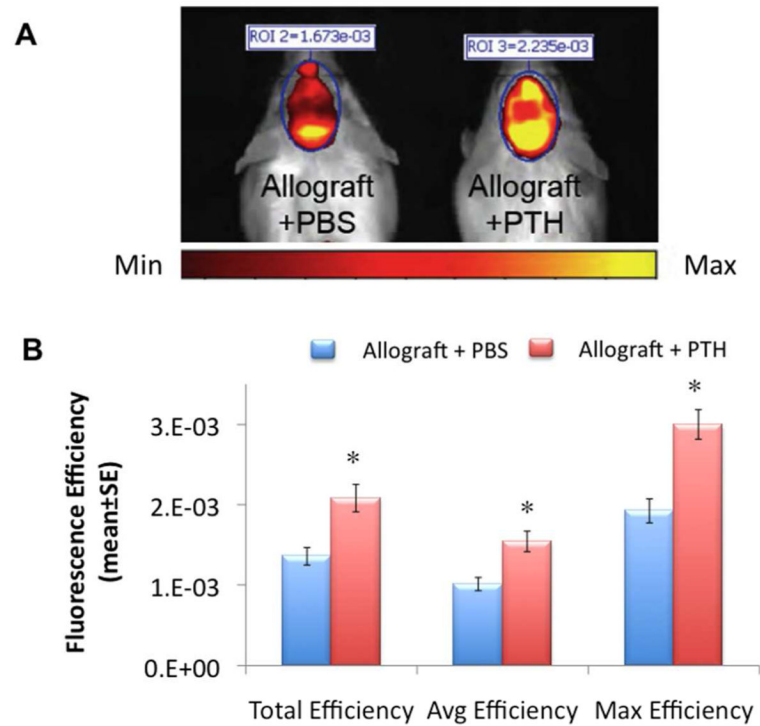 A
ROI 2=1.673e-03
ROI 3=2.235e-03
Allograft
+PBS
Allograft
+PTH
Min
Max
B
Allograft + PBS
Allograft + PTH
Fluorescence Efficiency
(mean±SE)
3.E-03
2.E-03
1.E-03
0.E+00
*
*
*
Total Efficiency
Avg Efficiency
Max Efficiency